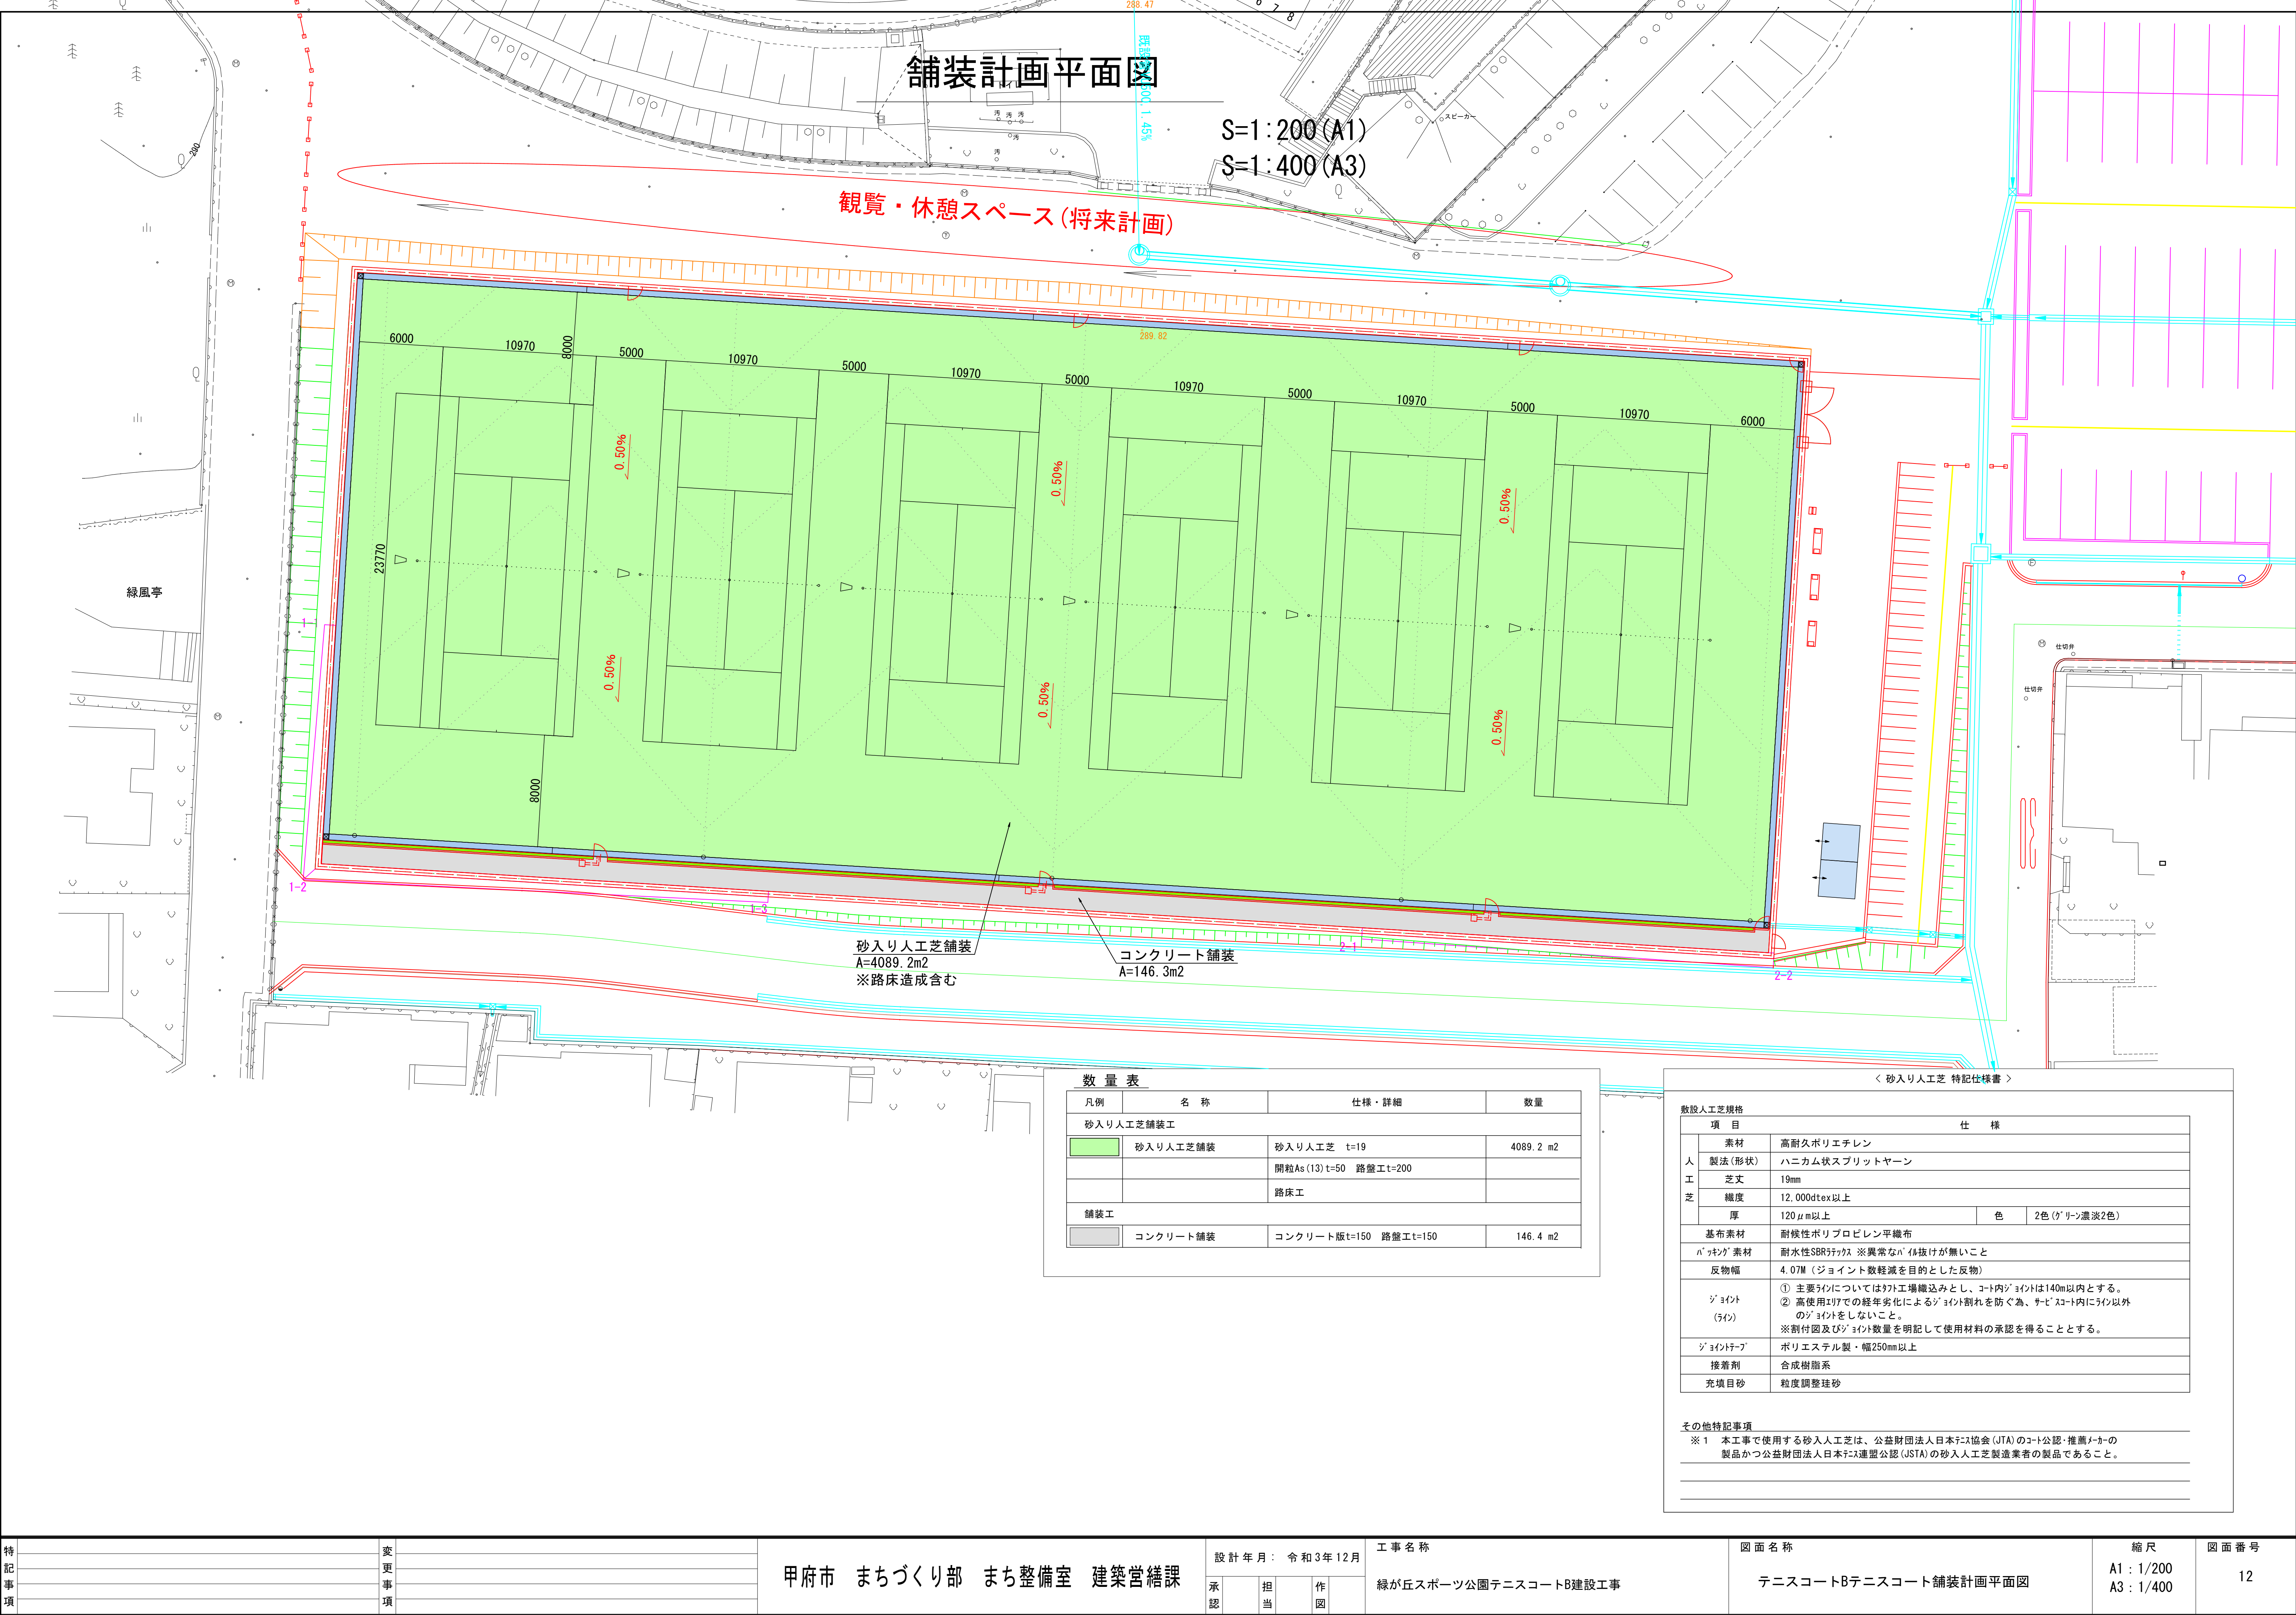 288.47
6 7 8
舗装計画平面図
トイレ
汚 汚 汚
汚
汚
S=1:200(A1)
S=1:400(A3)
スピーカー
290
観覧・休憩スペース(将来計画)
289.82
6000
10970
8000
5000
10970
5000
10970
5000
10970
5000
10970
5000
10970
6000
0.50%
0.50%
0.50%
23770
緑風亭
1-
仕切弁
仕切弁
0.50%
0.50%
0.50%
8000
1-2
1-3
2-1
2-2
砂入り人工芝舗装
A=4089.2m2
※路床造成含む
コンクリート舗装
A=146.3m2
数量表
凡例 名 称 仕様・詳細 数量
砂入り人工芝舗装工
砂入り人工芝舗装 砂入り人工芝 t=19 4089.2 m2
開粒As(13)t=50 路盤工t=200
路床工
舗装工
コンクリート舗装 コンクリート版t=150 路盤工t=150 146.4 m2
〈 砂入り人工芝 特記仕様書 〉
敷設人工芝規格
項 目 仕 様
人工芝
素材 高耐久ポリエチレン
製法(形状) ハニカム状スプリットヤーン
芝丈 19mm
繊度 12,000dtex以上
厚 120μm以上 色 2色(グリーン濃淡2色)
基布素材 耐候性ポリプロピレン平織布
バッキング素材 耐水性SBRラテックス ※異常なパイル抜けが無いこと
反物幅 4.07M (ジョイント数軽減を目的とした反物)
ジョイント
(ライン)
① 主要ラインについてはタフト工場織込みとし、コート内ジョイントは140m以内とする。
② 高使用エリアでの経年劣化によるジョイント割れを防ぐ為、サービスコート内にライン以外
のジョイントをしないこと。
※割付図及びジョイント数量を明記して使用材料の承認を得ることとする。
ジョイントテープ ポリエステル製・幅250mm以上
接着剤 合成樹脂系
充填目砂 粒度調整珪砂
その他特記事項
※1 本工事で使用する砂入人工芝は、公益財団法人日本テニス協会(JTA)のコート公認・推薦メーカーの
製品かつ公益財団法人日本テニス連盟公認(JSTA)の砂入人工芝製造業者の製品であること。
特記事項
変更事項
甲府市 まちづくり部 まち整備室 建築営繕課
設計年月: 令和3年12月
承認 担当 作図
工事名称
緑が丘スポーツ公園テニスコートB建設工事
図面名称
テニスコートBテニスコート舗装計画平面図
縮尺
A1 : 1/200
A3 : 1/400
図面番号
12